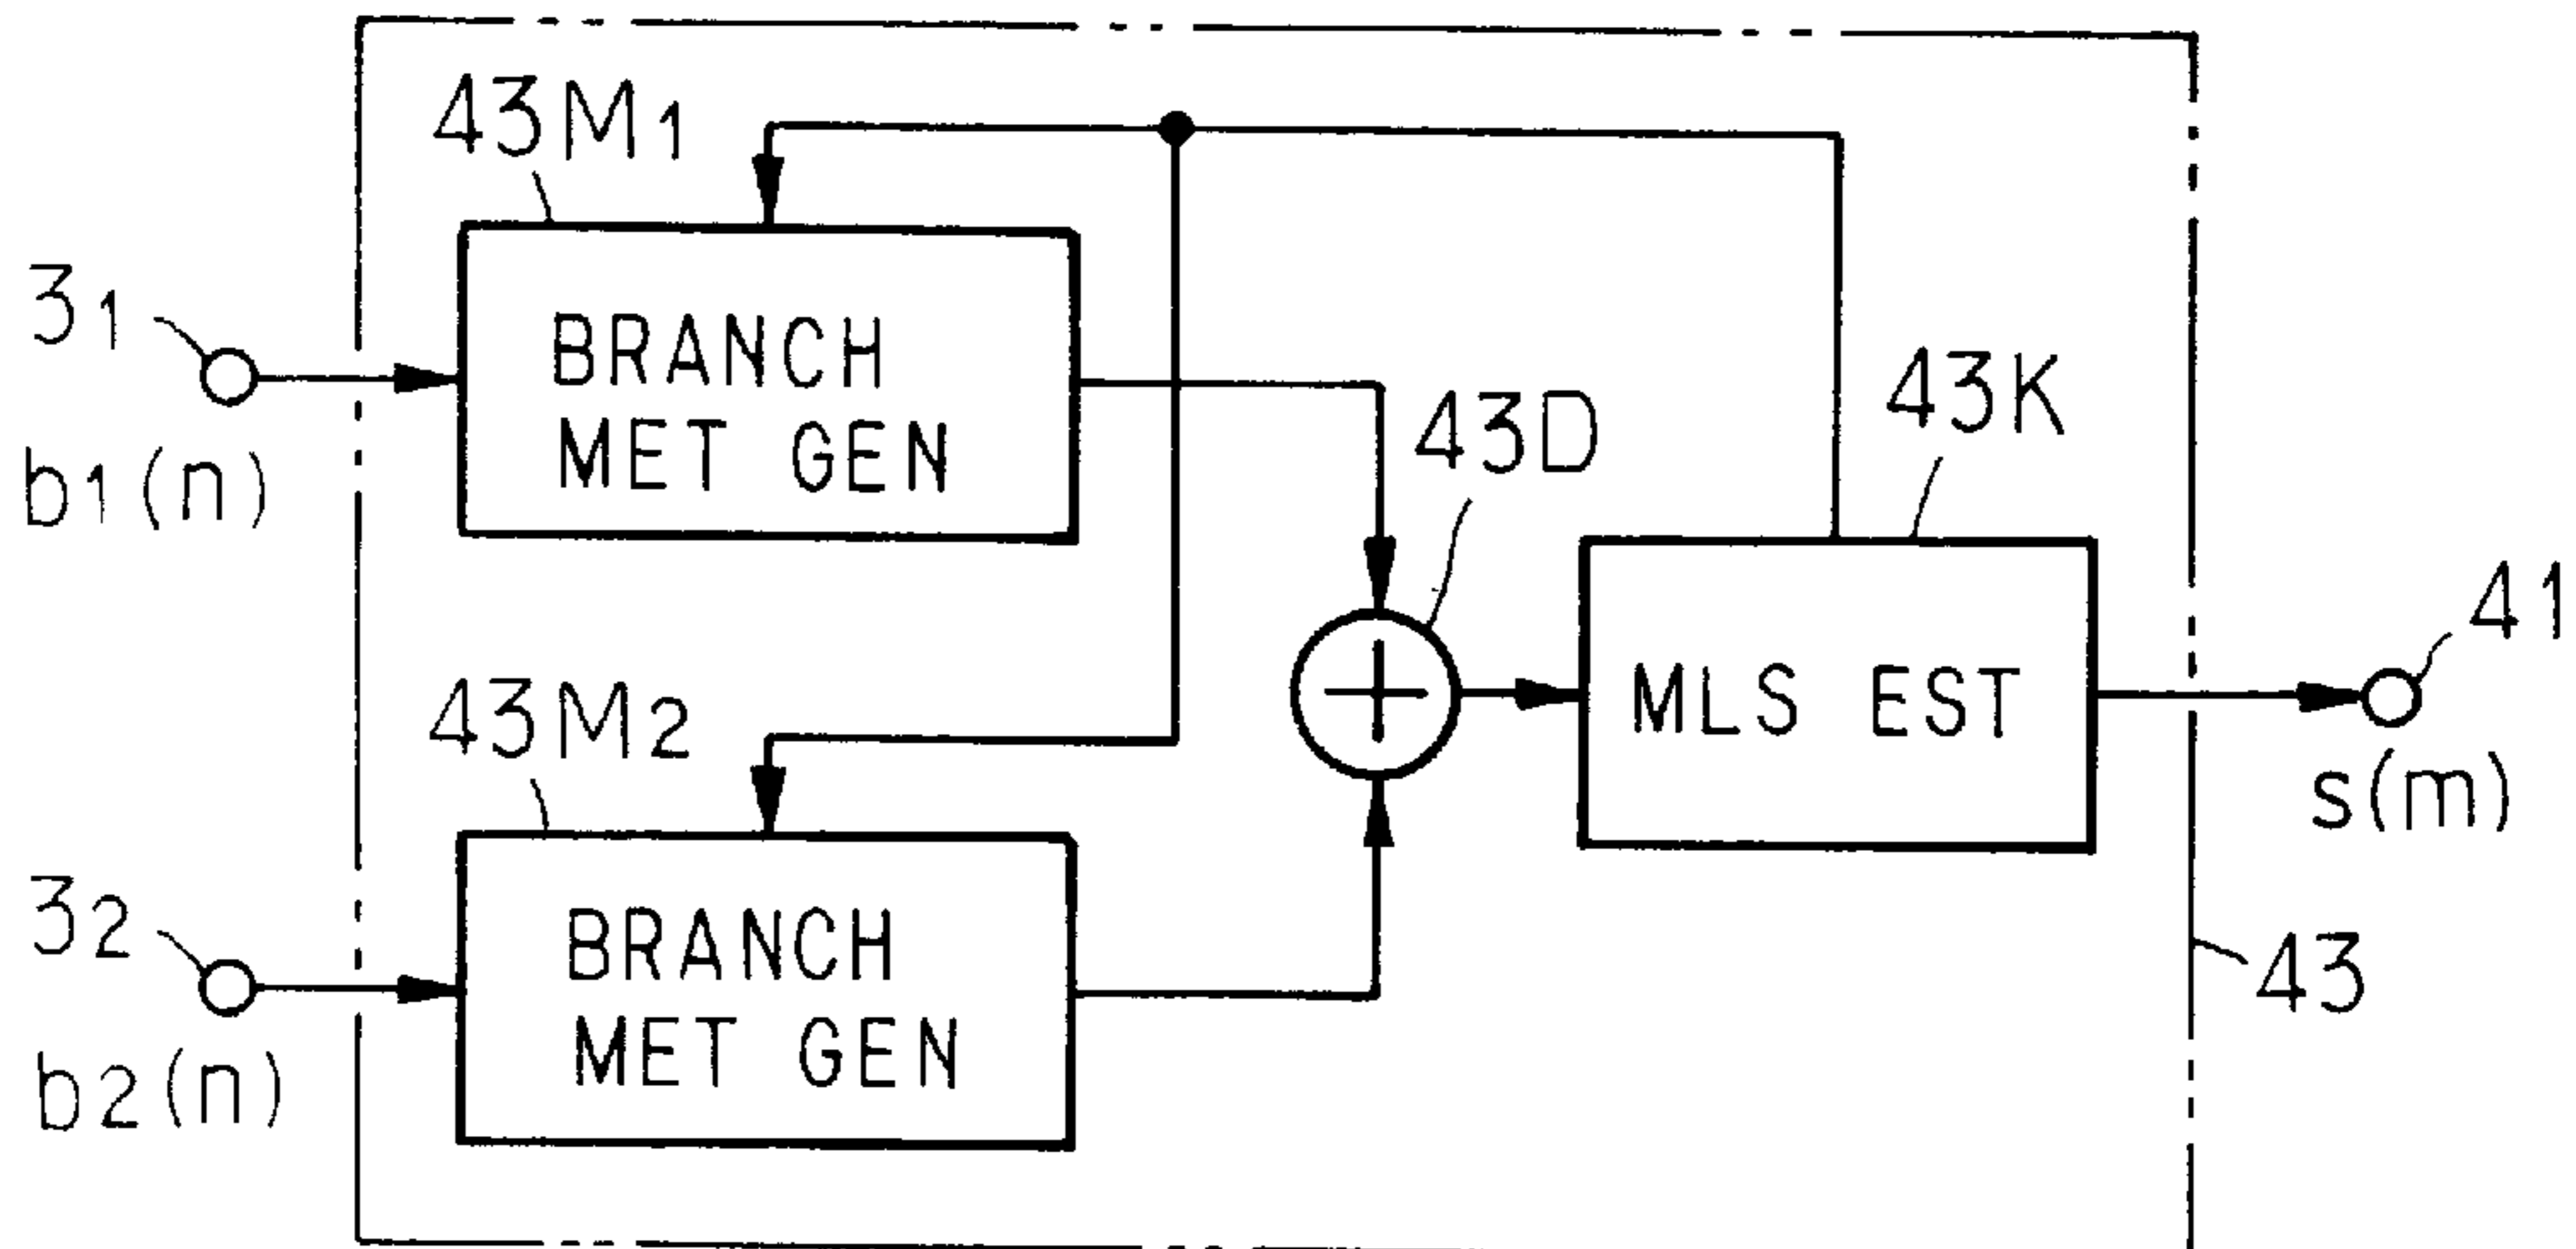 43M1
31
b1(n)
BRANCH
MET GEN
43D
43K
MLS EST
41
s(m)
43M2
32
b2(n)
BRANCH
MET GEN
43